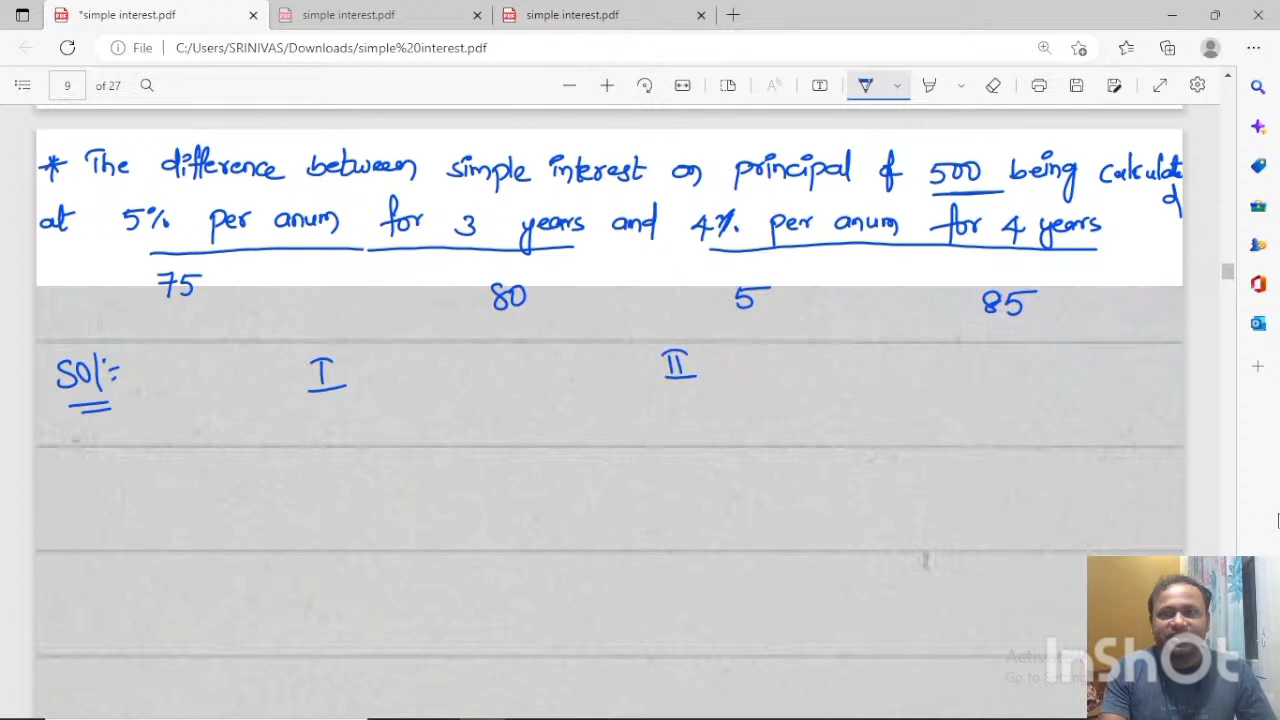 *simple interest.pdf
simple interest.pdf
simple interest.pdf
File C:/Users/SRINIVAS/Downloads/simple%20interest.pdf
9 of 27
* The difference between simple interest on principal of 500 being calculated
at 5% per anum for 3 years and 4%. per anum for 4 years
75 80 5 85
Sol:- I II
InShOt